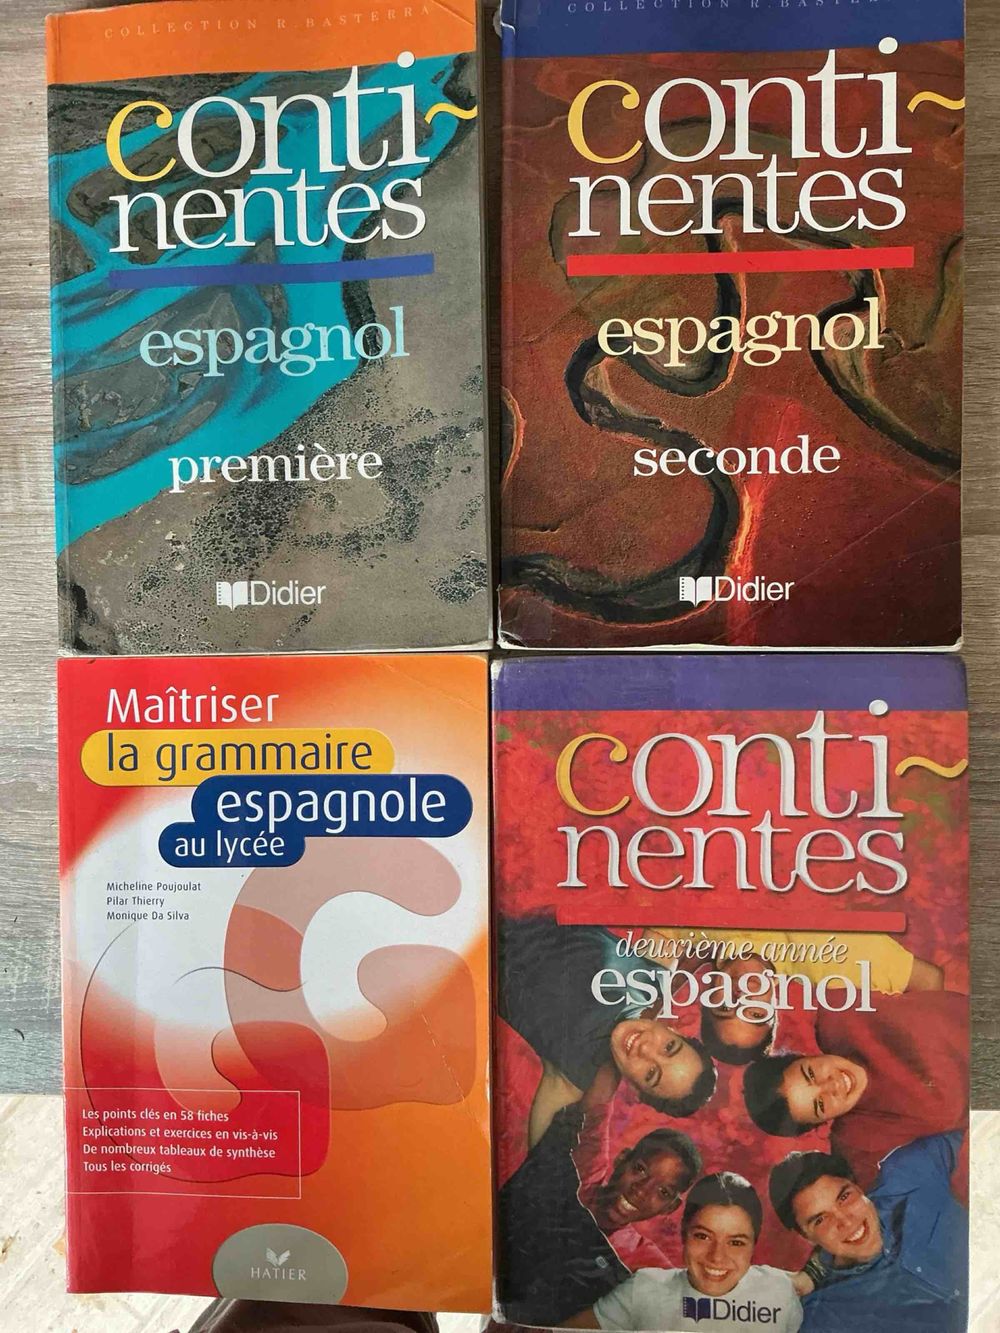 COLLECTION R. BASTERRA
conti~
nentes
espagnol
première
Didier
COLLECTION R. BASTER
conti~
nentes
espagnol
seconde
Didier
Maîtriser
la grammaire
espagnole
au lycée
Micheline Poujoulat
Pilar Thierry
Monique Da Silva
Les points clés en 58 fiches
Explications et exercices en vis-à-vis
De nombreux tableaux de synthèse
Tous les corrigés
HATIER
conti~
nentes
deuxième année
espagnol
Didier